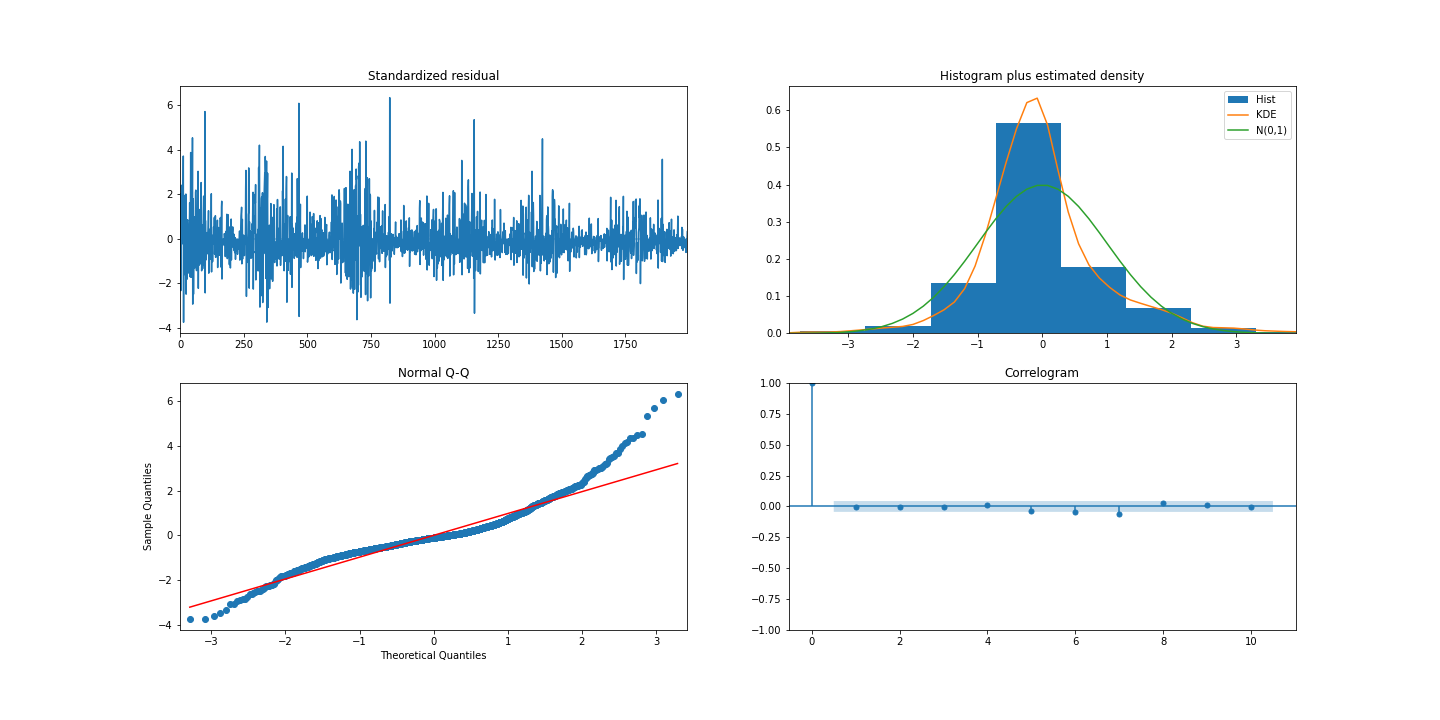 Standardized residual
6
4
2
0
−2
−4
0 250 500 750 1000 1250 1500 1750
Histogram plus estimated density
0.6
0.5
0.4
0.3
0.2
0.1
0.0
Hist
KDE
N(0,1)
−3 −2 −1 0 1 2 3
Normal Q-Q
Sample Quantiles
6
4
2
0
−2
−4
−3 −2 −1 0 1 2 3
Theoretical Quantiles
Correlogram
1.00
0.75
0.50
0.25
0.00
−0.25
−0.50
−0.75
−1.00
0 2 4 6 8 10